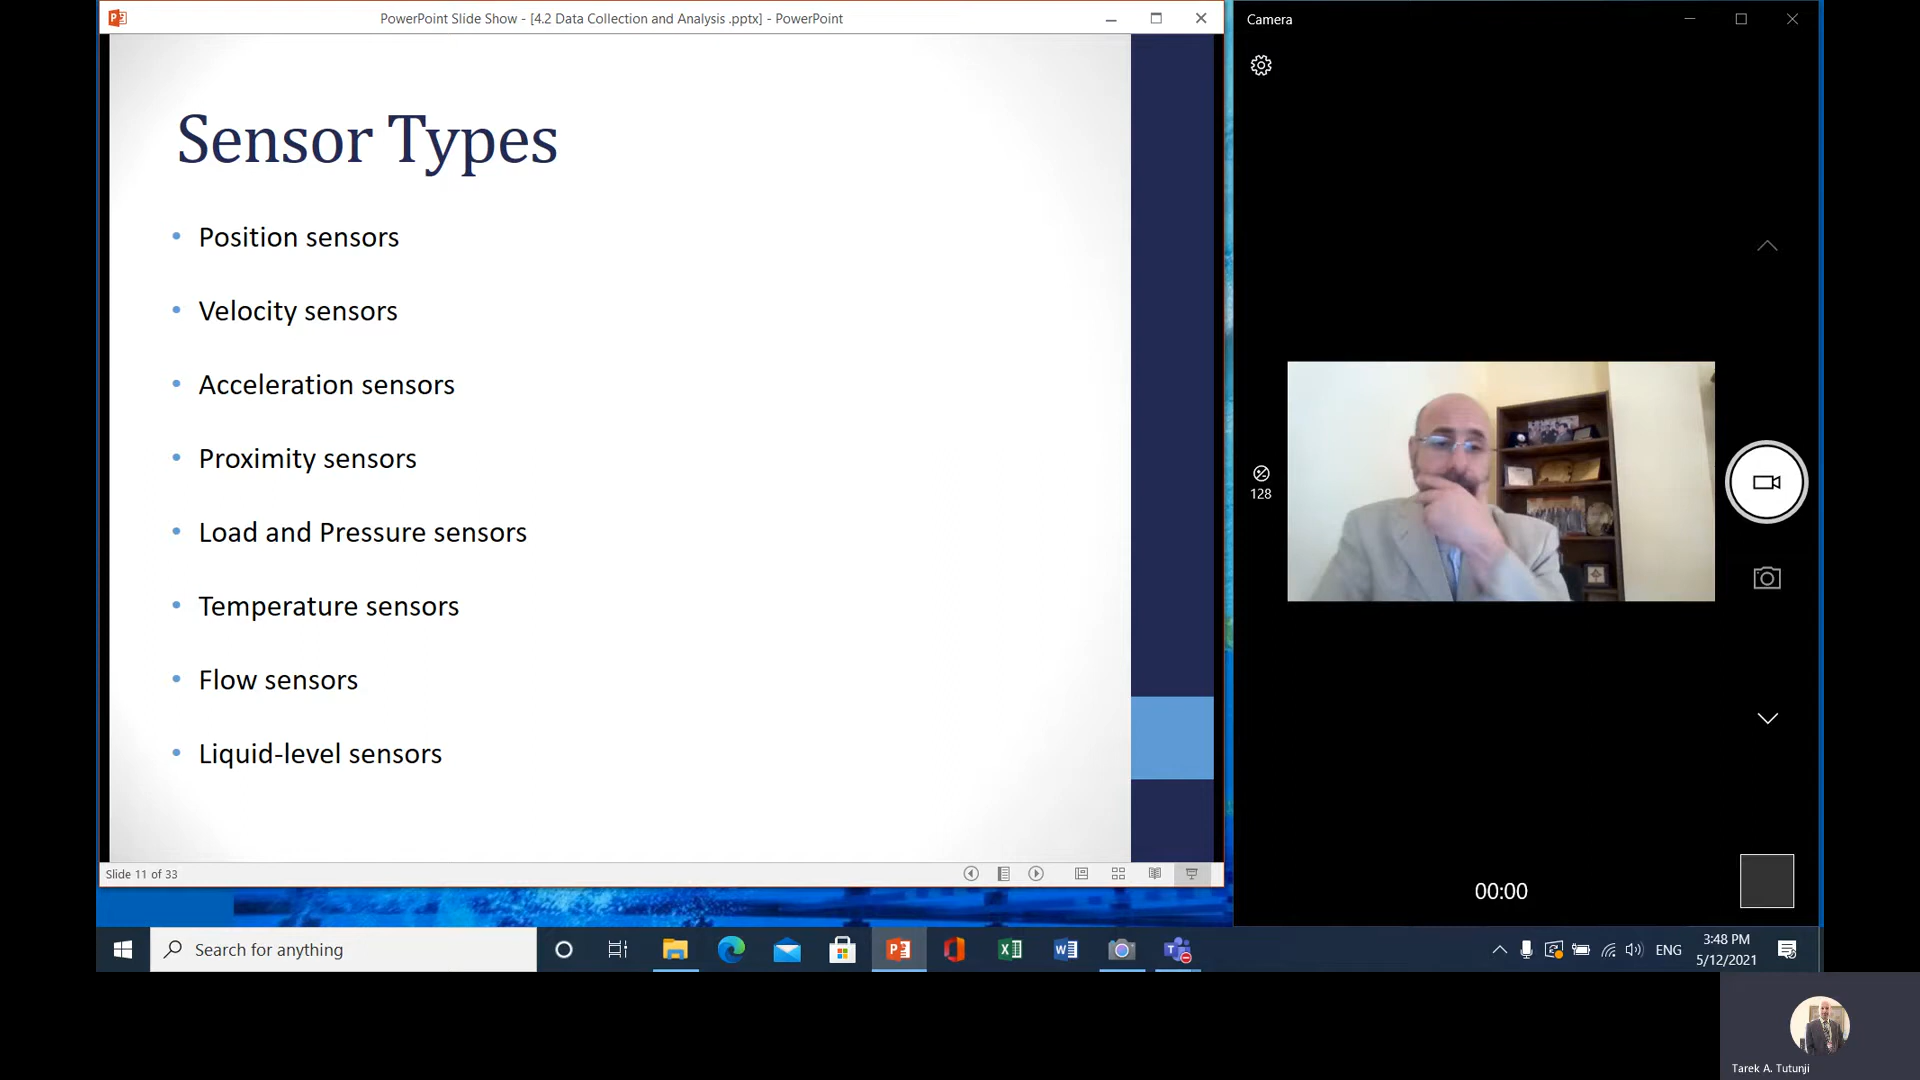 PowerPoint Slide Show - [4.2 Data Collection and Analysis .pptx] - PowerPoint
Sensor Types
• Position sensors
• Velocity sensors
• Acceleration sensors
• Proximity sensors
• Load and Pressure sensors
• Temperature sensors
• Flow sensors
• Liquid-level sensors
Slide 11 of 33
Camera
128
00:00
Search for anything
ENG
3:48 PM
5/12/2021
Tarek A. Tutunji